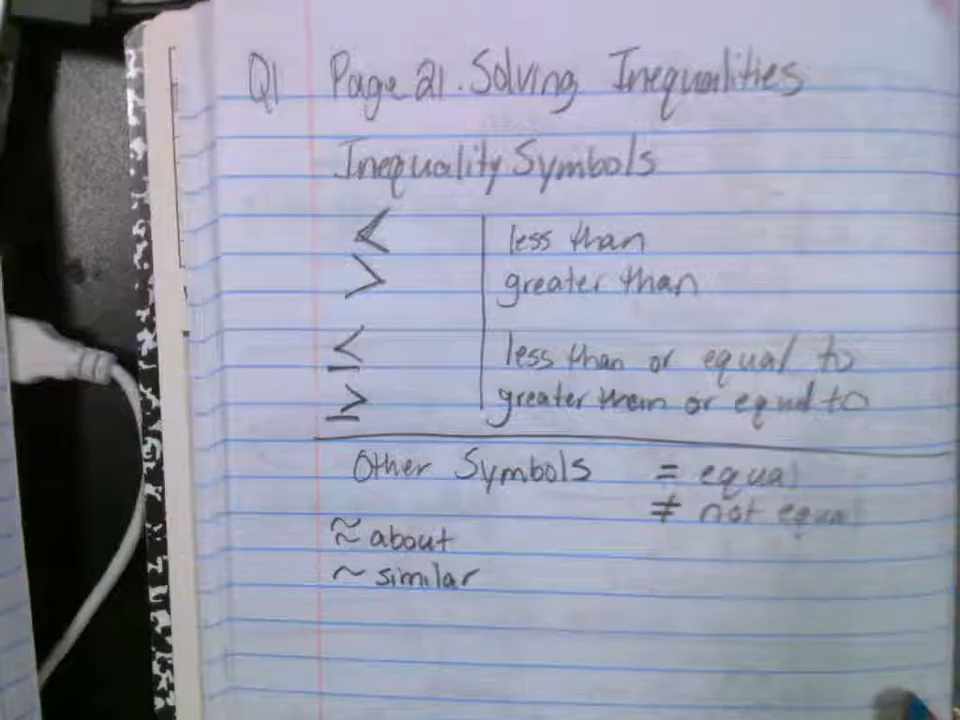 Q1 Page 21. Solving Inequalities
Inequality Symbols
< less than
> greater than
≤ less than or equal to
≥ greater than or equal to
Other Symbols = equal
≠ not equal
≈ about
~ similar